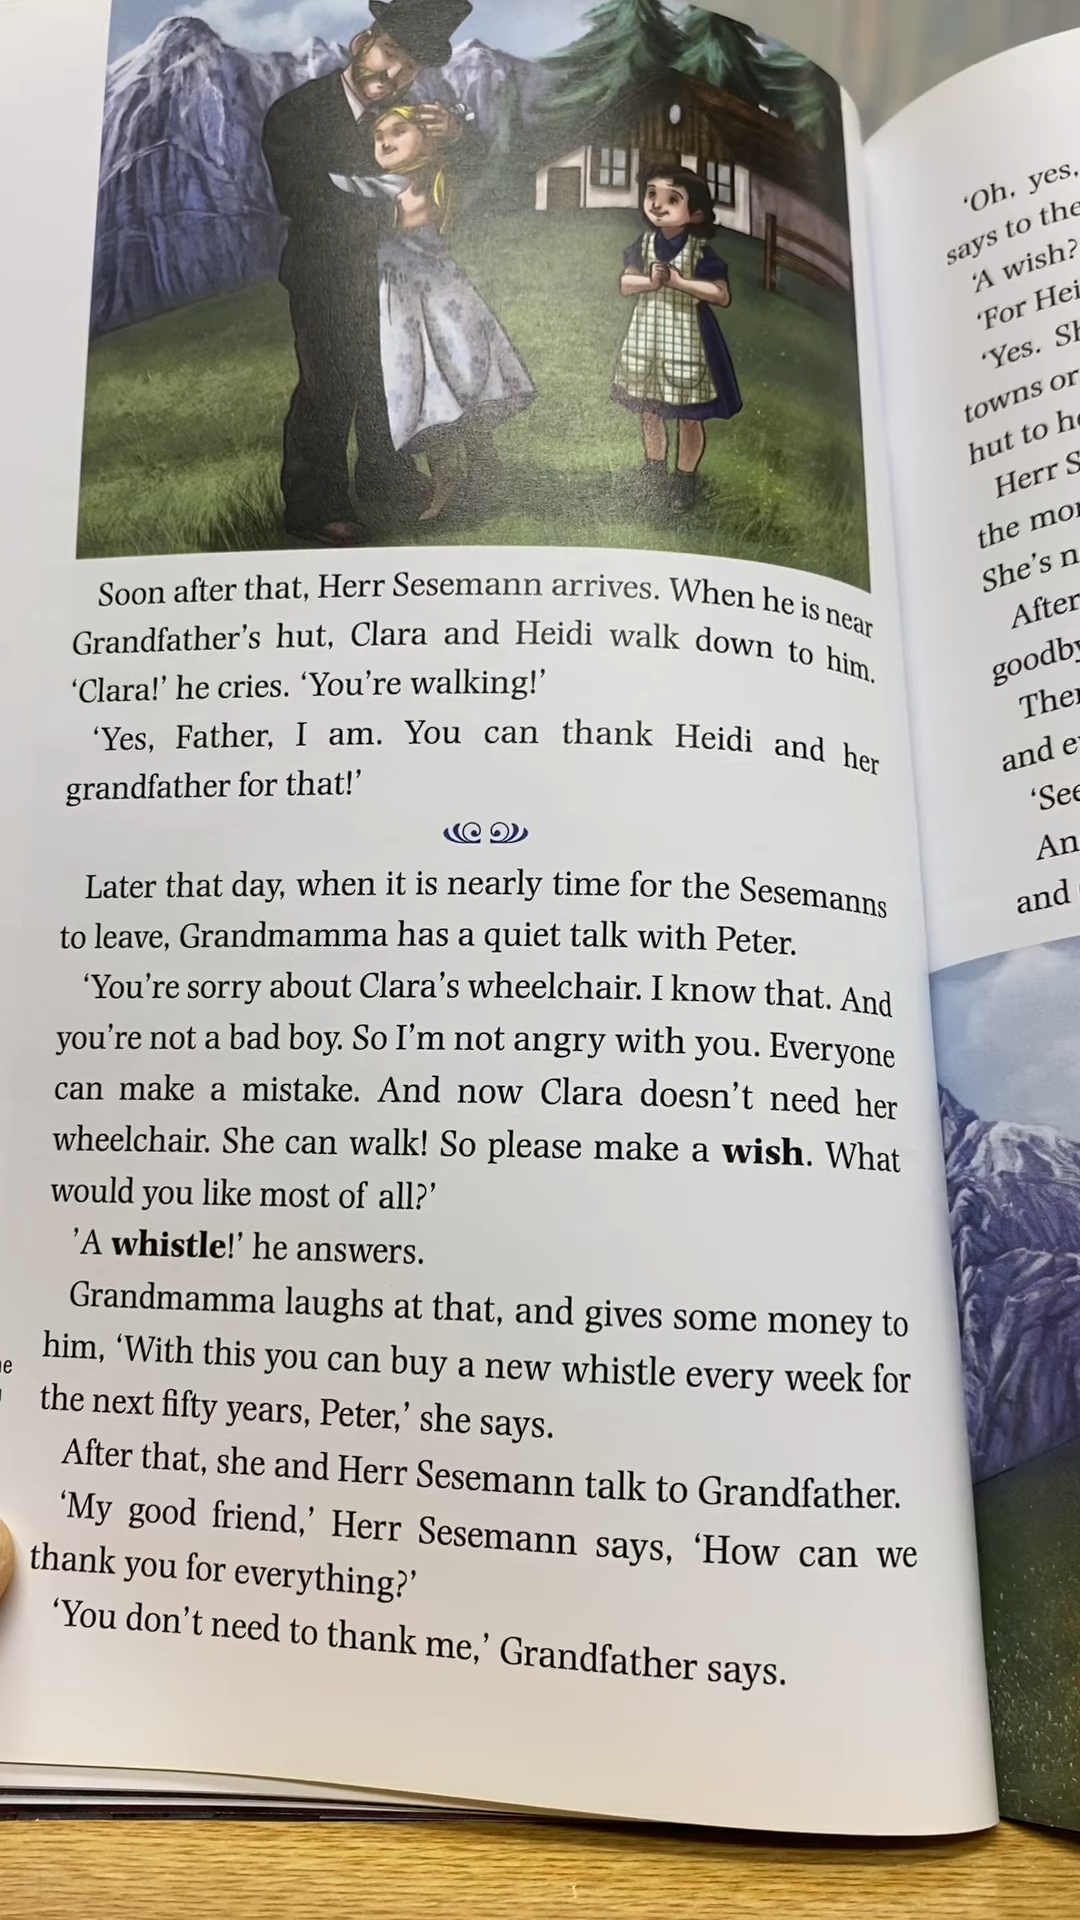 Soon after that, Herr Sesemann arrives. When he is near
Grandfather's hut, Clara and Heidi walk down to him.
'Clara!' he cries. 'You're walking!'
'Yes, Father, I am. You can thank Heidi and her
grandfather for that!'
Later that day, when it is nearly time for the Sesemanns
to leave, Grandmamma has a quiet talk with Peter.
'You're sorry about Clara's wheelchair. I know that. And
you're not a bad boy. So I'm not angry with you. Everyone
can make a mistake. And now Clara doesn't need her
wheelchair. She can walk! So please make a wish. What
would you like most of all?'
'A whistle!' he answers.
Grandmamma laughs at that, and gives some money to
him, 'With this you can buy a new whistle every week for
the next fifty years, Peter,' she says.
After that, she and Herr Sesemann talk to Grandfather.
'My good friend,' Herr Sesemann says, 'How can we
thank you for everything?'
'You don't need to thank me,' Grandfather says.
'Oh, yes,
says to the
'A wish?
'For
'Yes.
towns or
hut to
Herr
the
She's
After
and
'See
and